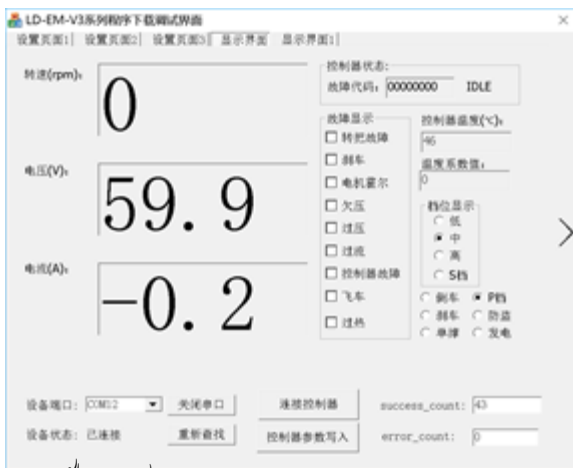 LD-EM-V3系列程序下载调试界面
设置页面1 设置页面2 设置页面3 显示界面 显示界面1
转速(rpm):
0
电压(V):
59.9
电流(A):
-0.2
控制器状态:
故障代码: 00000000 IDLE
故障显示
转把故障
刹车
电机霍尔
欠压
过压
过流
控制器故障
飞车
过热
控制器温度(℃):
46
温度系数值:
0
档位显示
低
中
高
S档
倒车 P档
刹车 防盗
单撑 发电
设备端口: COM12 关闭串口 连接控制器 success_count: 43
设备状态: 已连接 重新查找 控制器参数写入 error_count: 0